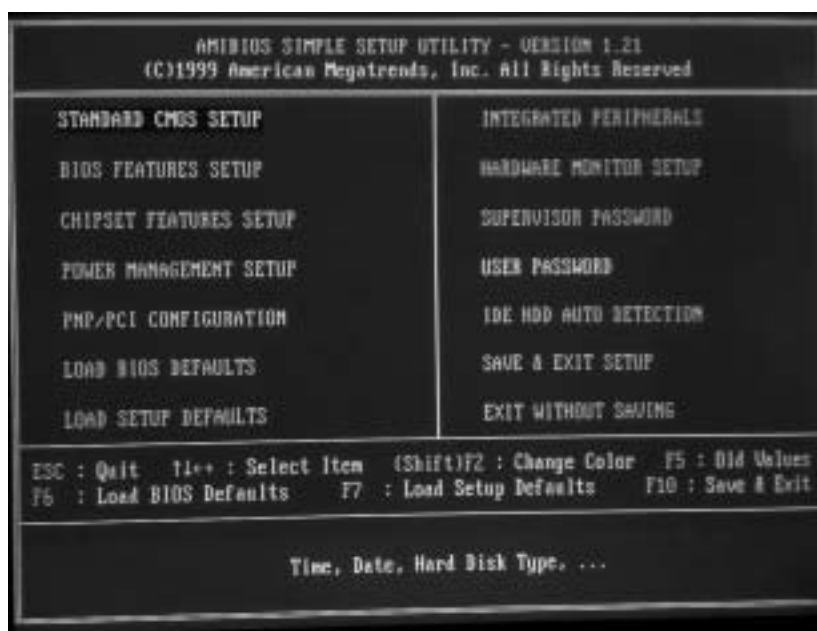 AMIBIOS SIMPLE SETUP UTILITY - VERSION 1.21
(C)1999 American Megatrends, Inc. All Rights Reserved
STANDARD CMOS SETUP
BIOS FEATURES SETUP
CHIPSET FEATURES SETUP
POWER MANAGEMENT SETUP
PNP/PCI CONFIGURATION
LOAD BIOS DEFAULTS
LOAD SETUP DEFAULTS
INTEGRATED PERIPHERALS
HARDWARE MONITOR SETUP
SUPERVISOR PASSWORD
USER PASSWORD
IDE HDD AUTO DETECTION
SAVE & EXIT SETUP
EXIT WITHOUT SAVING
ESC : Quit ↑↓←→ : Select Item (Shift)F2 : Change Color F5 : Old Values
F6 : Load BIOS Defaults F7 : Load Setup Defaults F10 : Save & Exit
Time, Date, Hard Disk Type, ...